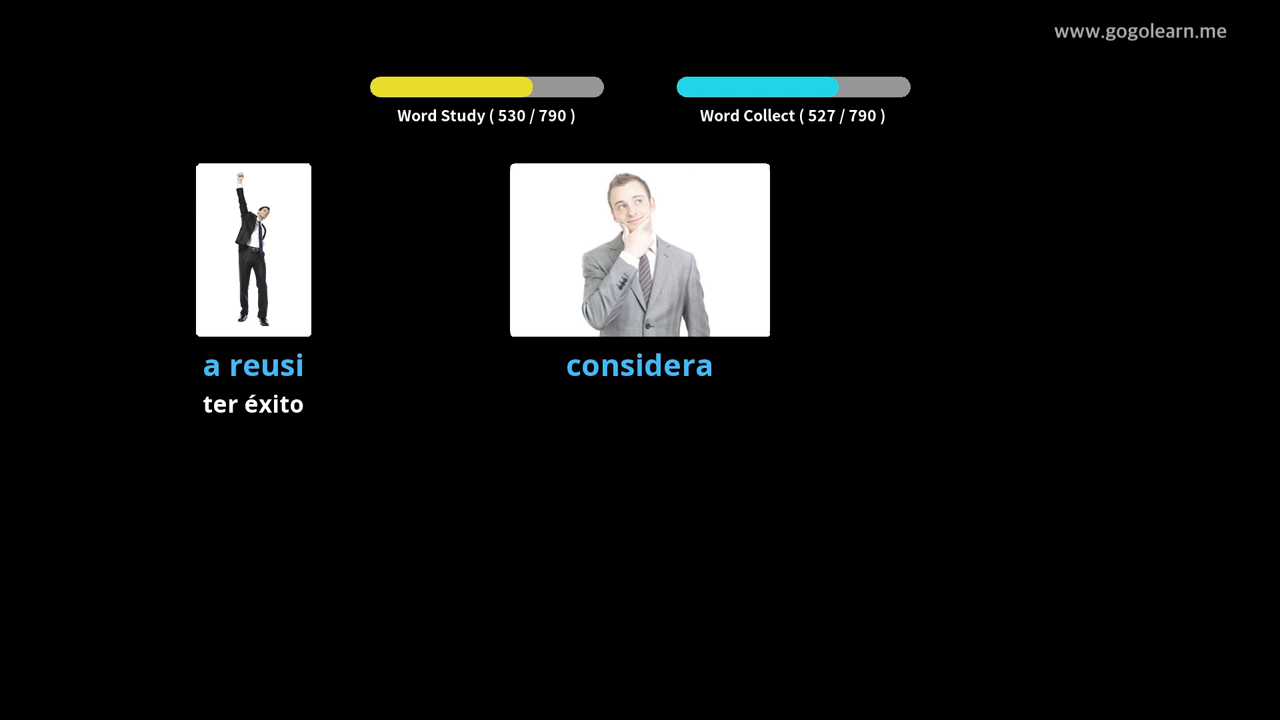 www.gogolearn.me
Word Study ( 530 / 790 )
Word Collect ( 527 / 790 )
a reusi
ter éxito
considera